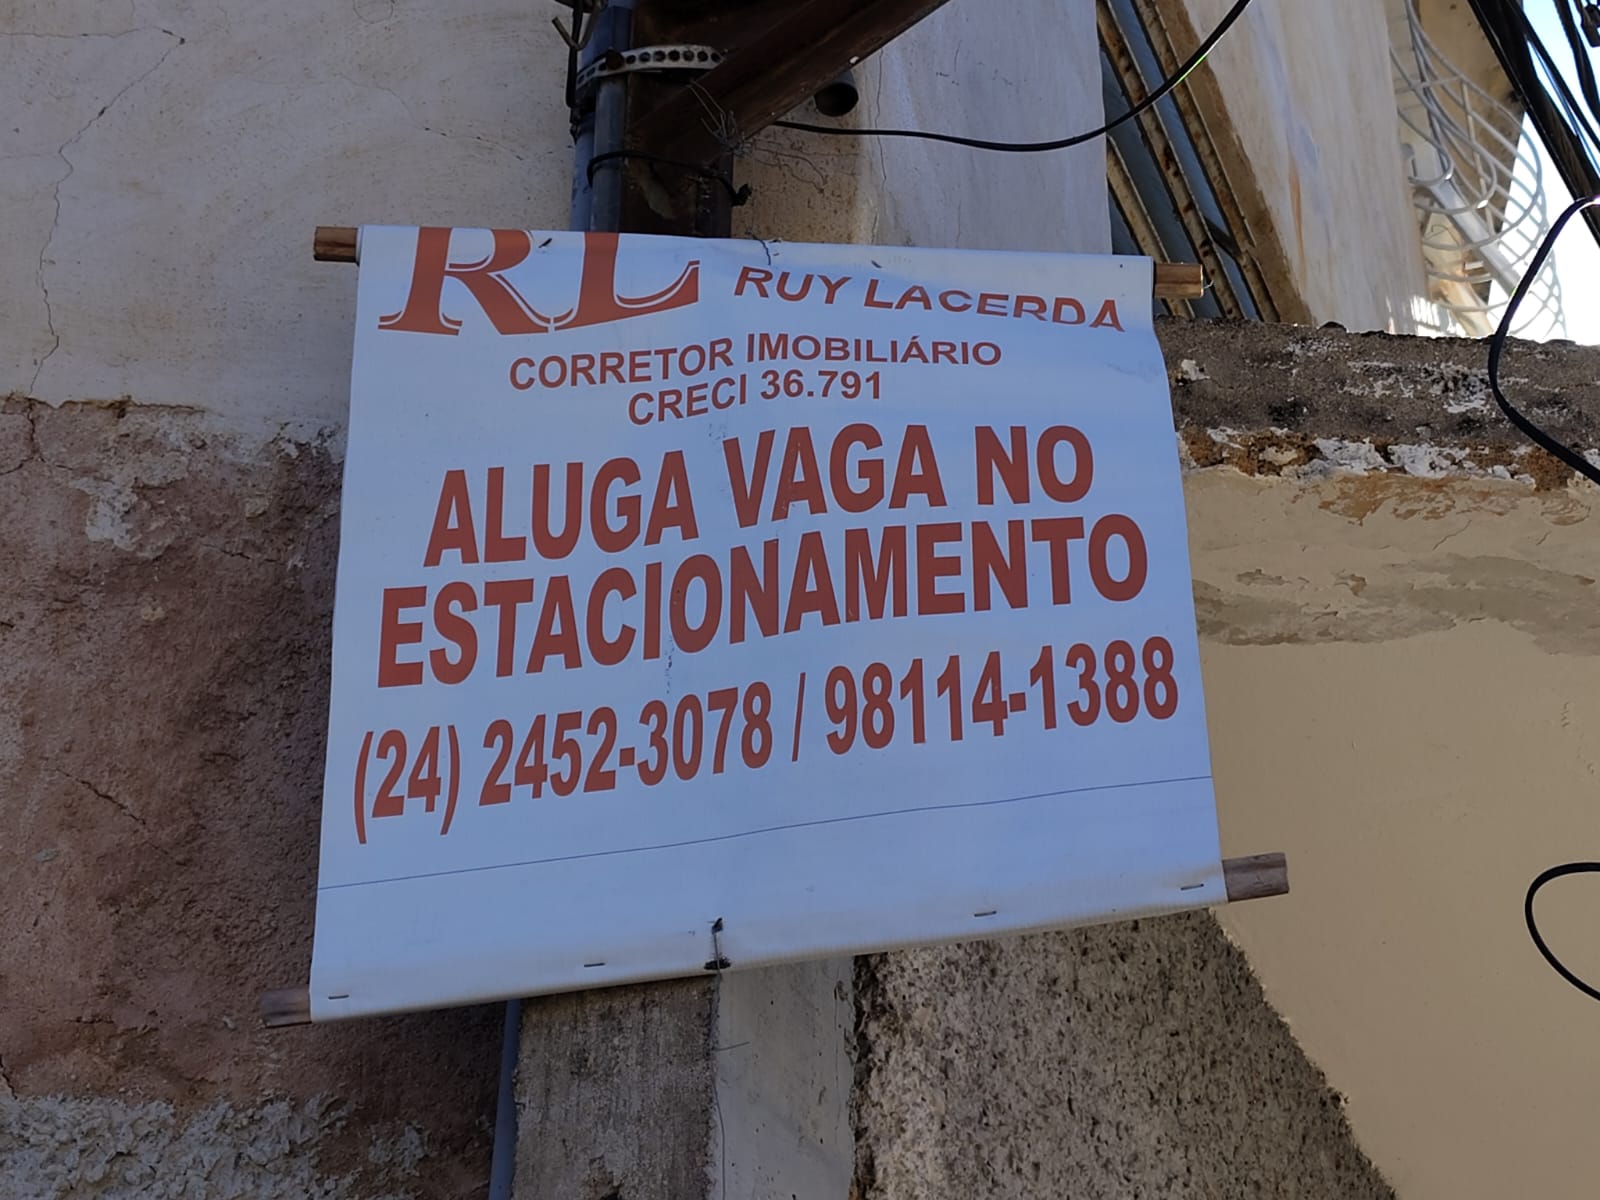 RL RUY LACERDA
CORRETOR IMOBILIÁRIO
CRECI 36.791
ALUGA VAGA NO
ESTACIONAMENTO
(24) 2452-3078 / 98114-1388